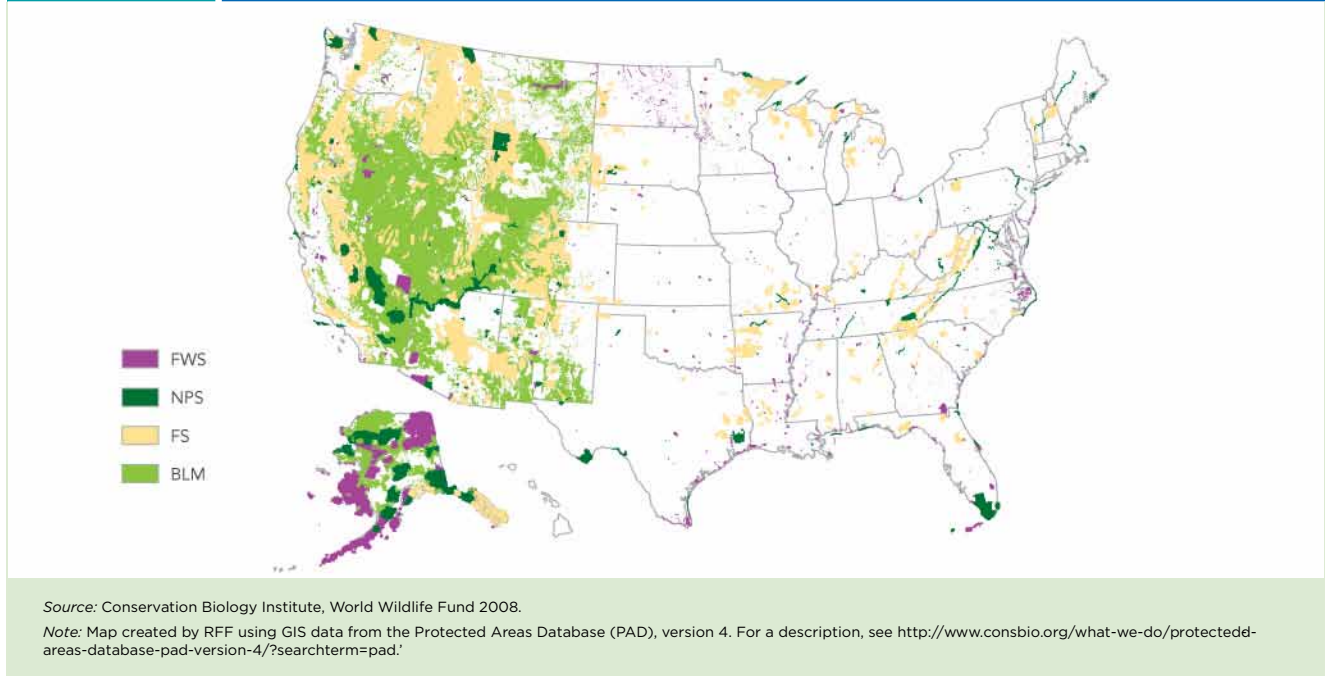 FWS
NPS
FS
BLM
Source: Conservation Biology Institute, World Wildlife Fund 2008.
Note: Map created by RFF using GIS data from the Protected Areas Database (PAD), version 4. For a description, see http://www.consbio.org/what-we-do/protectedd-
areas-database-pad-version-4/?searchterm=pad.'